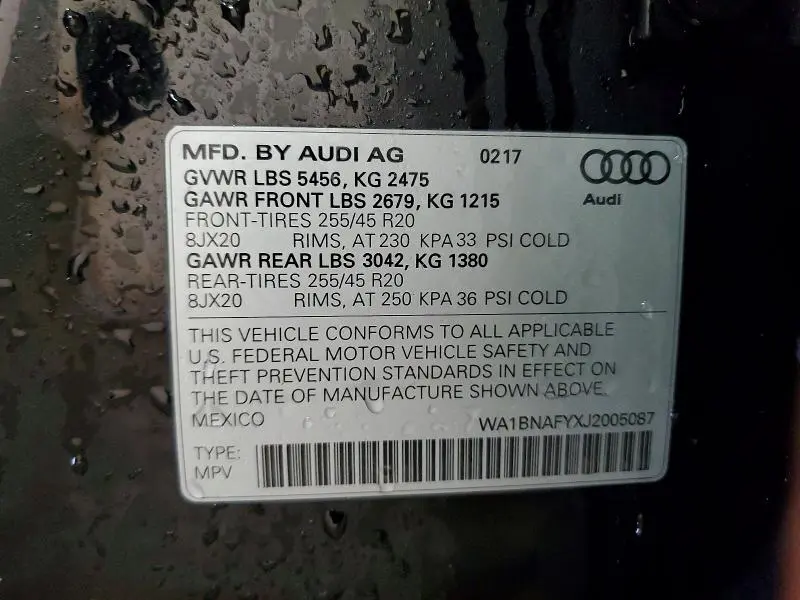 MFD. BY AUDI AG 0217
GVWR LBS 5456, KG 2475
GAWR FRONT LBS 2679, KG 1215
Audi
FRONT-TIRES 255/45 R20
8JX20 RIMS, AT 230 KPA 33 PSI COLD
GAWR REAR LBS 3042, KG 1380
REAR-TIRES 255/45 R20
8JX20 RIMS, AT 250 KPA 36 PSI COLD
THIS VEHICLE CONFORMS TO ALL APPLICABLE
U.S. FEDERAL MOTOR VEHICLE SAFETY AND
THEFT PREVENTION STANDARDS IN EFFECT ON
THE DATE OF MANUFACTURE SHOWN ABOVE.
MEXICO WA1BNAFYXJ2005087
TYPE:
MPV